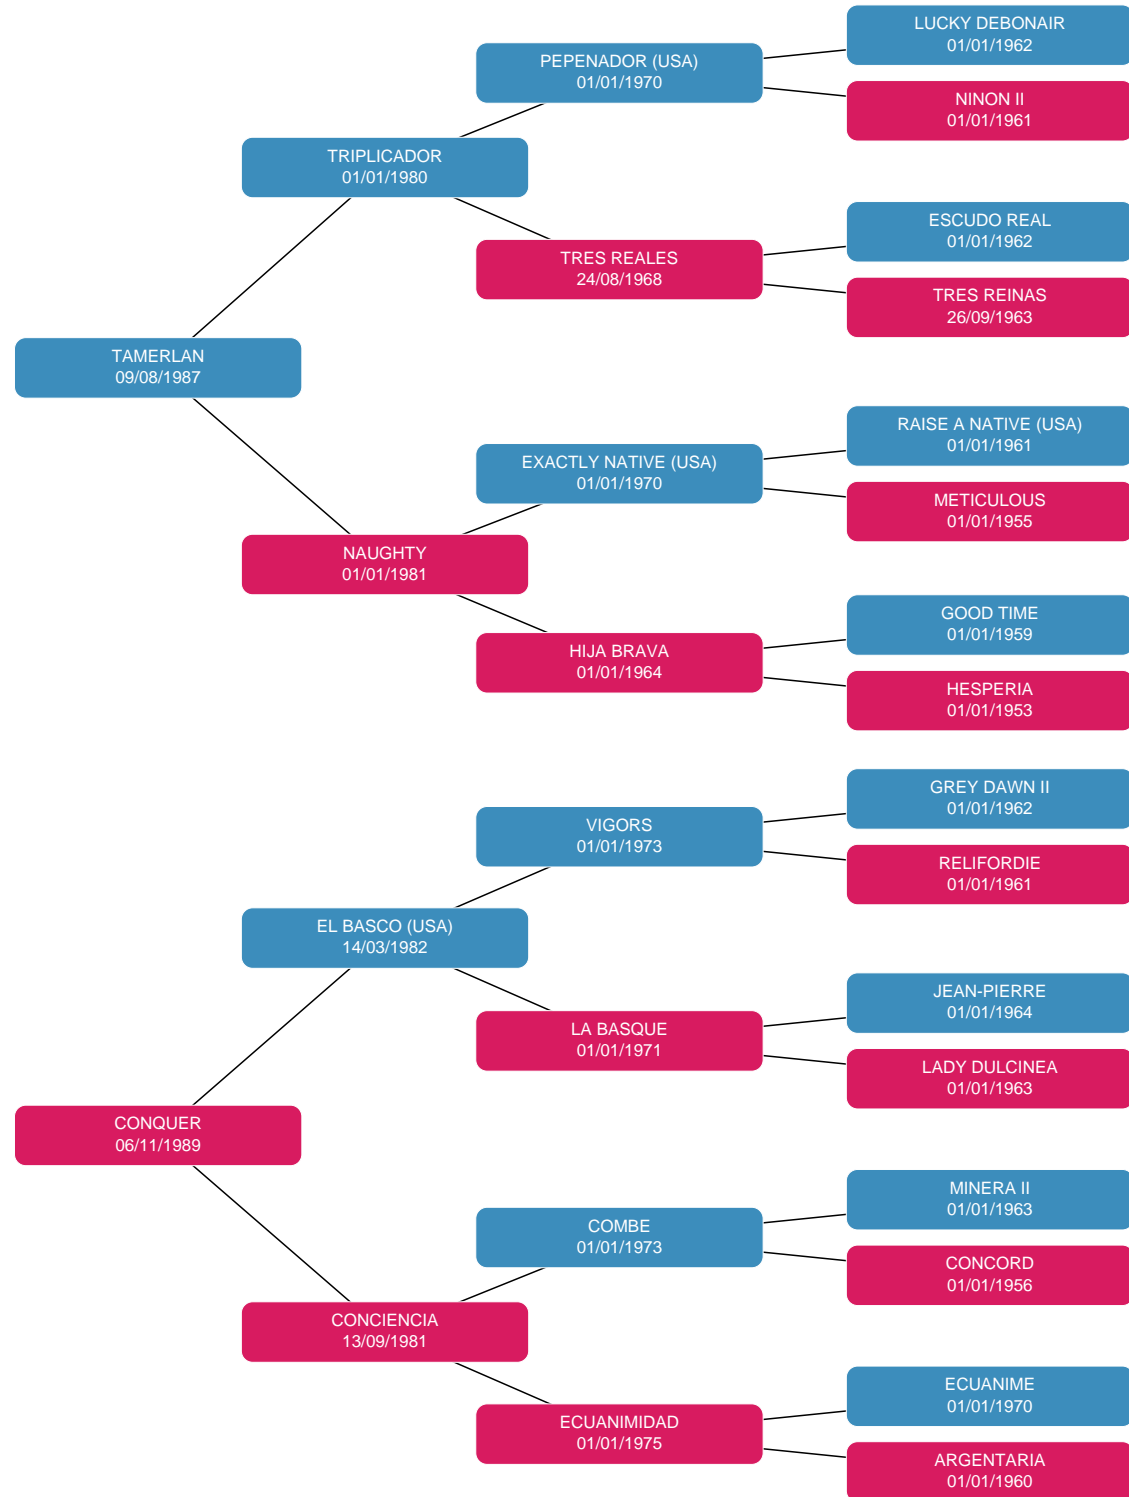 LUCKY DEBONAIR
01/01/1962
PEPENADOR (USA)
01/01/1970
NINON II
01/01/1961
TRIPLICADOR
01/01/1980
ESCUDO REAL
01/01/1962
TRES REALES
24/08/1968
TRES REINAS
26/09/1963
TAMERLAN
09/08/1987
RAISE A NATIVE (USA)
01/01/1961
EXACTLY NATIVE (USA)
01/01/1970
METICULOUS
01/01/1955
NAUGHTY
01/01/1981
GOOD TIME
01/01/1959
HIJA BRAVA
01/01/1964
HESPERIA
01/01/1953
GREY DAWN II
01/01/1962
VIGORS
01/01/1973
RELIFORDIE
01/01/1961
EL BASCO (USA)
14/03/1982
JEAN-PIERRE
01/01/1964
LA BASQUE
01/01/1971
LADY DULCINEA
01/01/1963
CONQUER
06/11/1989
MINERA II
01/01/1963
COMBE
01/01/1973
CONCORD
01/01/1956
CONCIENCIA
13/09/1981
ECUANIME
01/01/1970
ECUANIMIDAD
01/01/1975
ARGENTARIA
01/01/1960